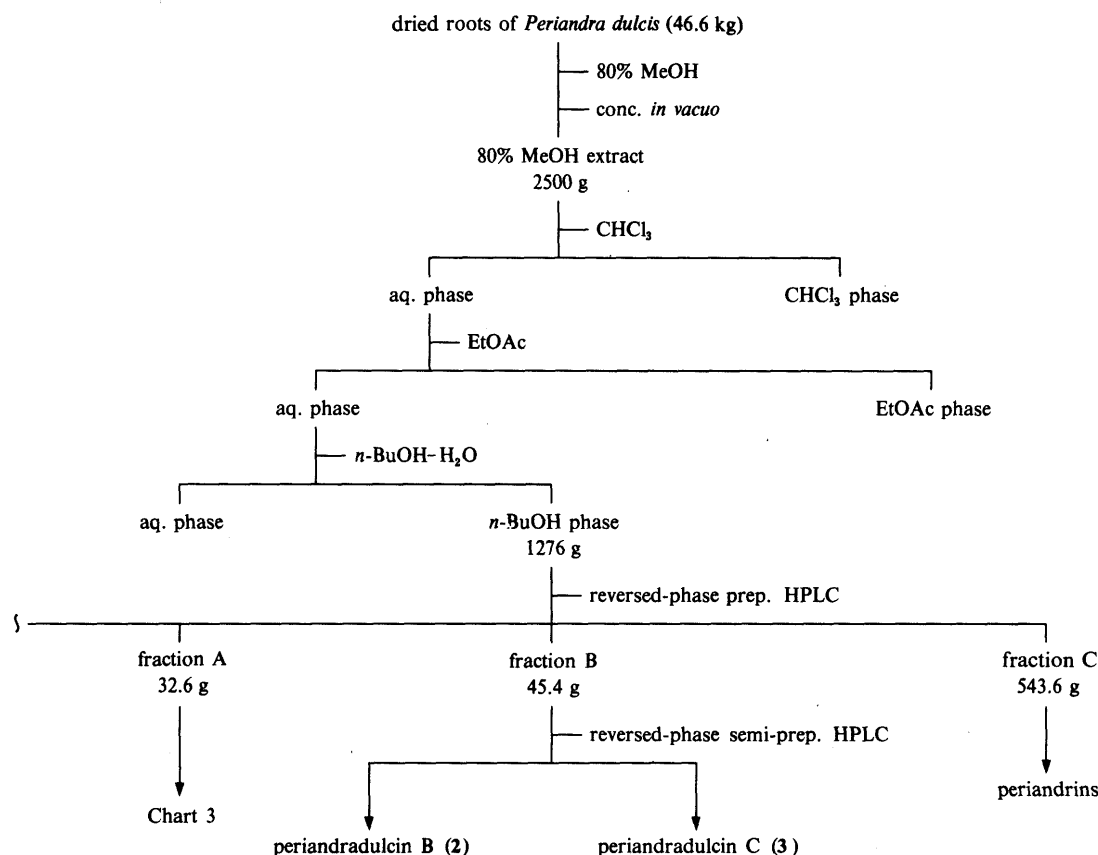 dried roots of Periandra dulcis (46.6 kg)
80% MeOH
conc. in vacuo
80% MeOH extract
2500 g
CHCl₃
aq. phase
CHCl₃ phase
EtOAc
aq. phase
EtOAc phase
n-BuOH-H₂O
aq. phase
n-BuOH phase
1276 g
reversed-phase prep. HPLC
fraction A
32.6 g
fraction B
45.4 g
fraction C
543.6 g
reversed-phase semi-prep. HPLC
Chart 3
periandrins
periandradulcin B (2)
periandradulcin C (3)